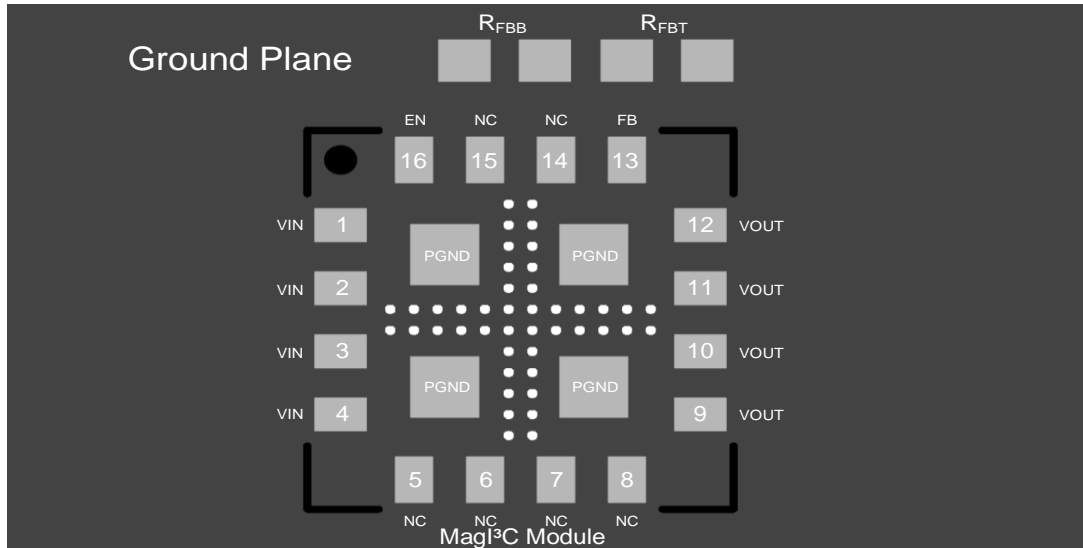 R_FBB R_FBT
Ground Plane
EN NC NC FB
16 15 14 13
VIN 1 12 VOUT
PGND PGND
VIN 2 11 VOUT
VIN 3 10 VOUT
PGND PGND
VIN 4 9 VOUT
5 6 7 8
NC NC NC NC
MagI³C Module